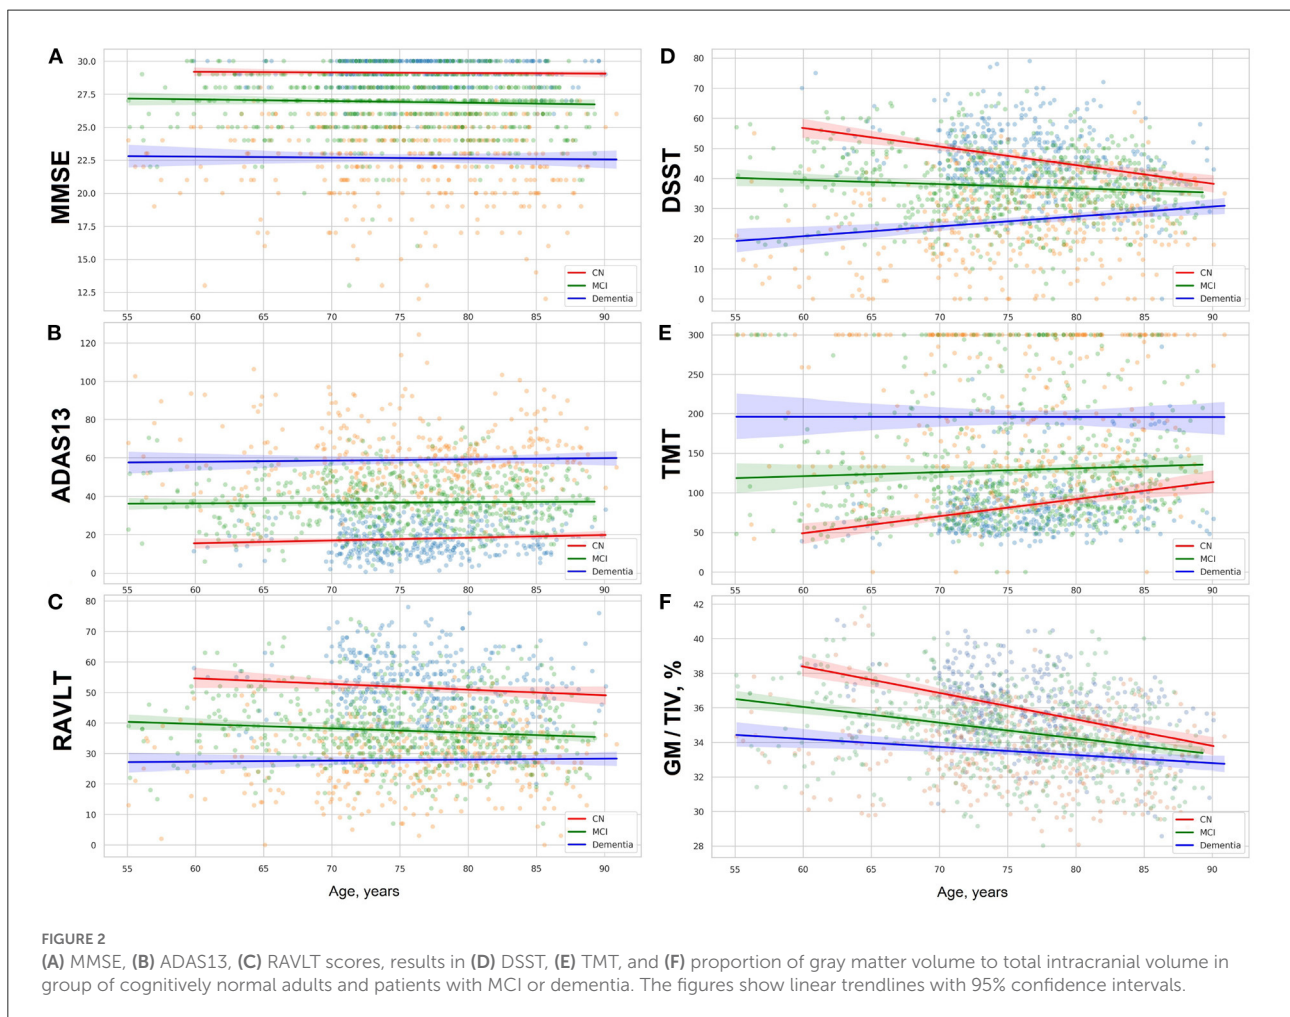 A
MMSE
30.0
27.5
25.0
22.5
20.0
17.5
15.0
12.5
CN
MCI
Dementia
55 60 65 70 75 80 85 90
B
ADAS13
120
100
80
60
40
20
0
CN
MCI
Dementia
55 60 65 70 75 80 85 90
C
RAVLT
80
70
60
50
40
30
20
10
0
CN
MCI
Dementia
55 60 65 70 75 80 85 90
Age, years
D
DSST
80
70
60
50
40
30
20
10
0
CN
MCI
Dementia
55 60 65 70 75 80 85 90
E
TMT
300
250
200
150
100
50
0
CN
MCI
Dementia
55 60 65 70 75 80 85 90
F
GM / TIV, %
42
40
38
36
34
32
30
28
CN
MCI
Dementia
55 60 65 70 75 80 85 90
Age, years
FIGURE 2
(A) MMSE, (B) ADAS13, (C) RAVLT scores, results in (D) DSST, (E) TMT, and (F) proportion of gray matter volume to total intracranial volume in
group of cognitively normal adults and patients with MCI or dementia. The figures show linear trendlines with 95% confidence intervals.